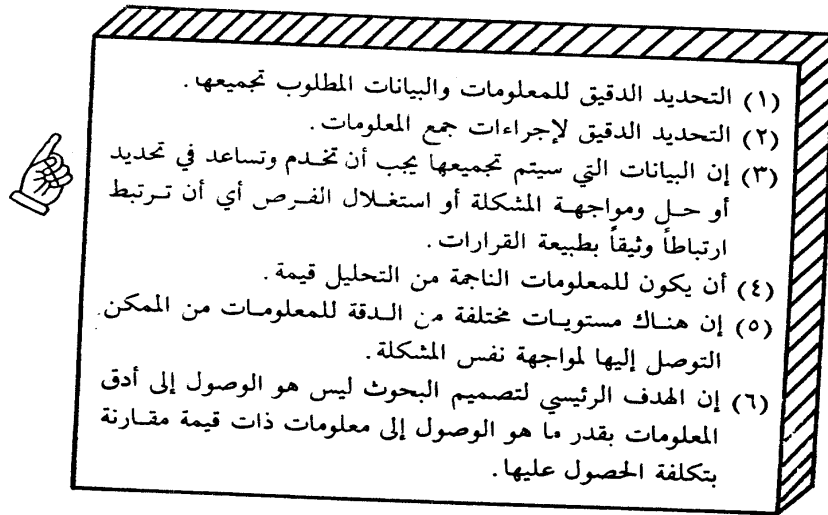 (١) التحديد الدقيق للمعلومات والبيانات المطلوب تجميعها.
(٢) التحديد الدقيق لإجراءات جمع المعلومات.
(٣) إن البيانات التي سيتم تجميعها يجب أن تخدم وتساعد في تحديد
أو حل ومواجهة المشكلة أو استغلال الفرص أي أن ترتبط
ارتباطاً وثيقاً بطبيعة القرارات.
(٤) أن يكون للمعلومات الناجمة من التحليل قيمة.
(٥) إن هناك مستويات مختلفة من الدقة للمعلومات من الممكن
التوصل إليها لمواجهة نفس المشكلة.
(٦) إن الهدف الرئيسي لتصميم البحوث ليس هو الوصول إلى أدق
المعلومات بقدر ما هو الوصول إلى معلومات ذات قيمة مقارنة
بتكلفة الحصول عليها.